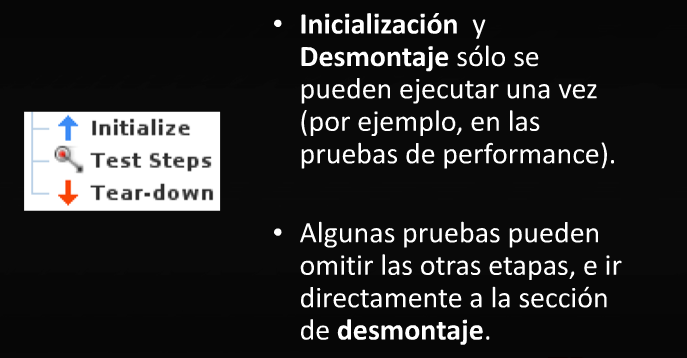 Initialize
Test Steps
Tear-down
• Inicialización y
Desmontaje sólo se
pueden ejecutar una vez
(por ejemplo, en las
pruebas de performance).
• Algunas pruebas pueden
omitir las otras etapas, e ir
directamente a la sección
de desmontaje.